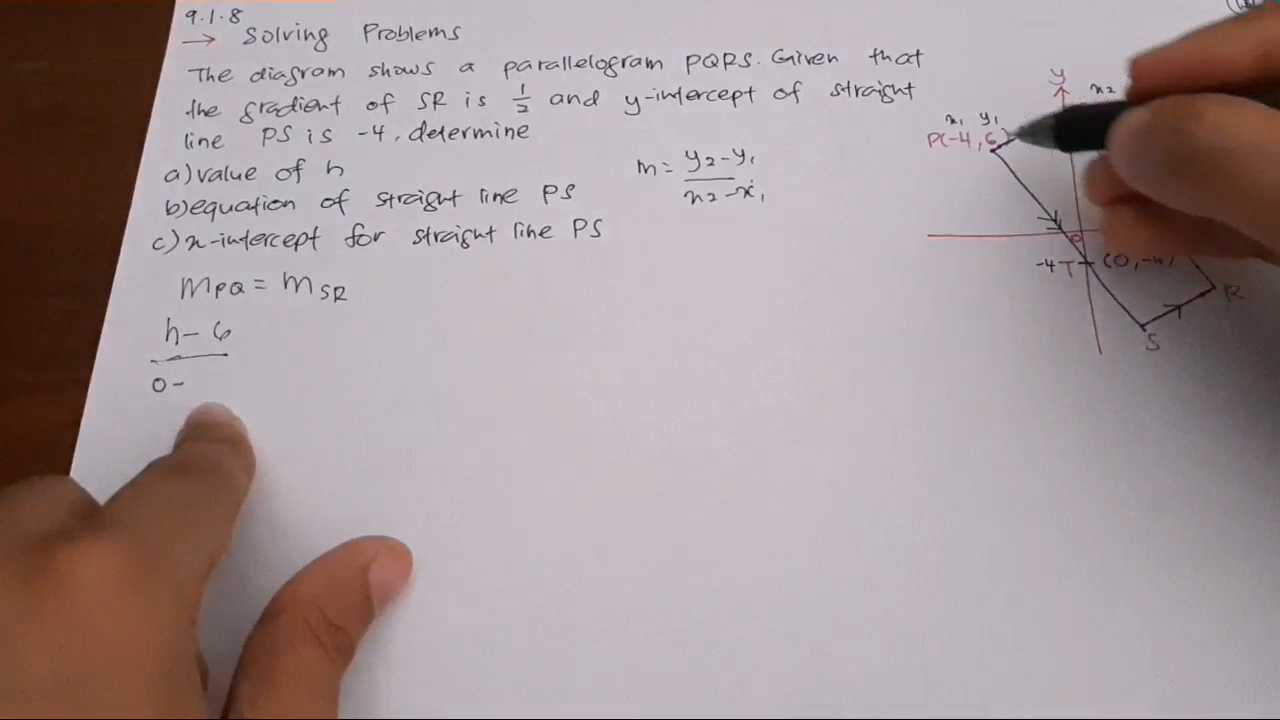 9.1.8
→ Solving Problems
The diagram shows a parallelogram PQRS. Given that
the gradient of SR is 1/2 and y-intercept of straight
line PS is -4, determine
a) value of h
b) equation of straight line PS
c) x-intercept for straight line PS
m = y2 - y1 / x2 - x1
mPQ = mSR
h - 6
0 -
y
x2
x1 y1
P(-4, 6)
O
-4 T (0, -4)
R
S